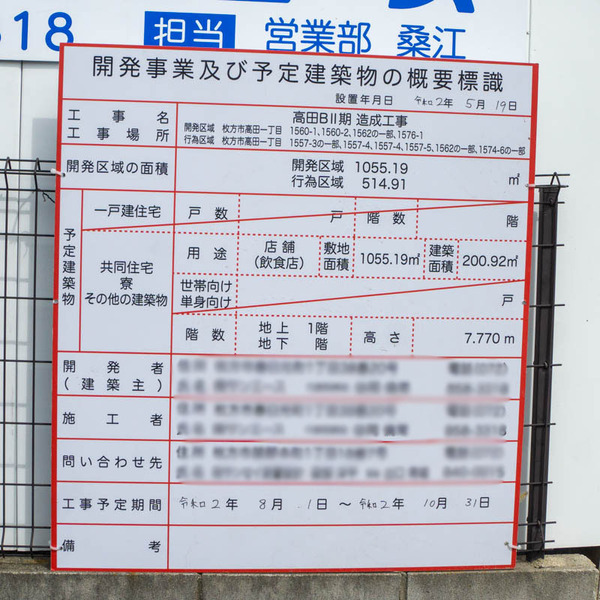 318 担当 営業部 桑江
開発事業及び予定建築物の概要標識
設置年月日 令和2年 5月 19日
工事名 高田BⅡ期 造成工事
工事場所 開発区域 枚方市高田一丁目 1560-1、1560-2、1562の一部、1576-1
行為区域 枚方市高田一丁目 1557-3の一部、1557-4、1557-4、1557-5、1562の一部、1574-6の一部
開発区域の面積 開発区域 1055.19
行為区域 514.91 ㎡
予定建築物
一戸建住宅 戸数 戸 階数 階
共同住宅
寮
その他の建築物
用途 店舗(飲食店) 敷地面積 1055.19㎡ 建築面積 200.92㎡
世帯向け
単身向け 戸
階数 地上 1階
地下 階
高さ 7.770 m
開発者
(建築主)
施工者
問い合わせ先
工事予定期間 令和2年 8月 1日 ～ 令和2年 10月 31日
備考